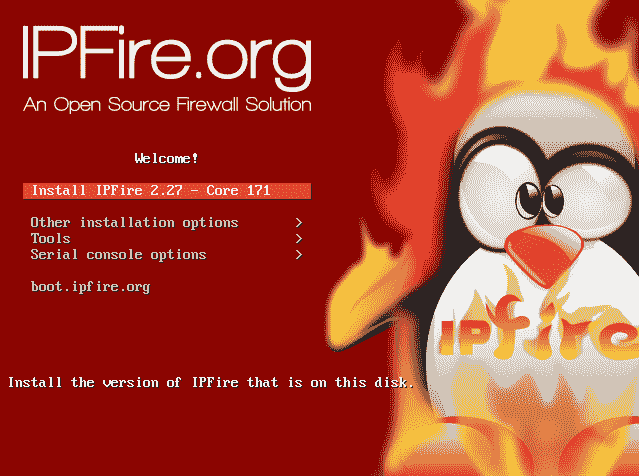 IPFire.org
An Open Source Firewall Solution
Welcome!
Install IPFire 2.27 - Core 171
Other installation options >
Tools >
Serial console options >
boot.ipfire.org
IPfire
Install the version of IPFire that is on this disk.